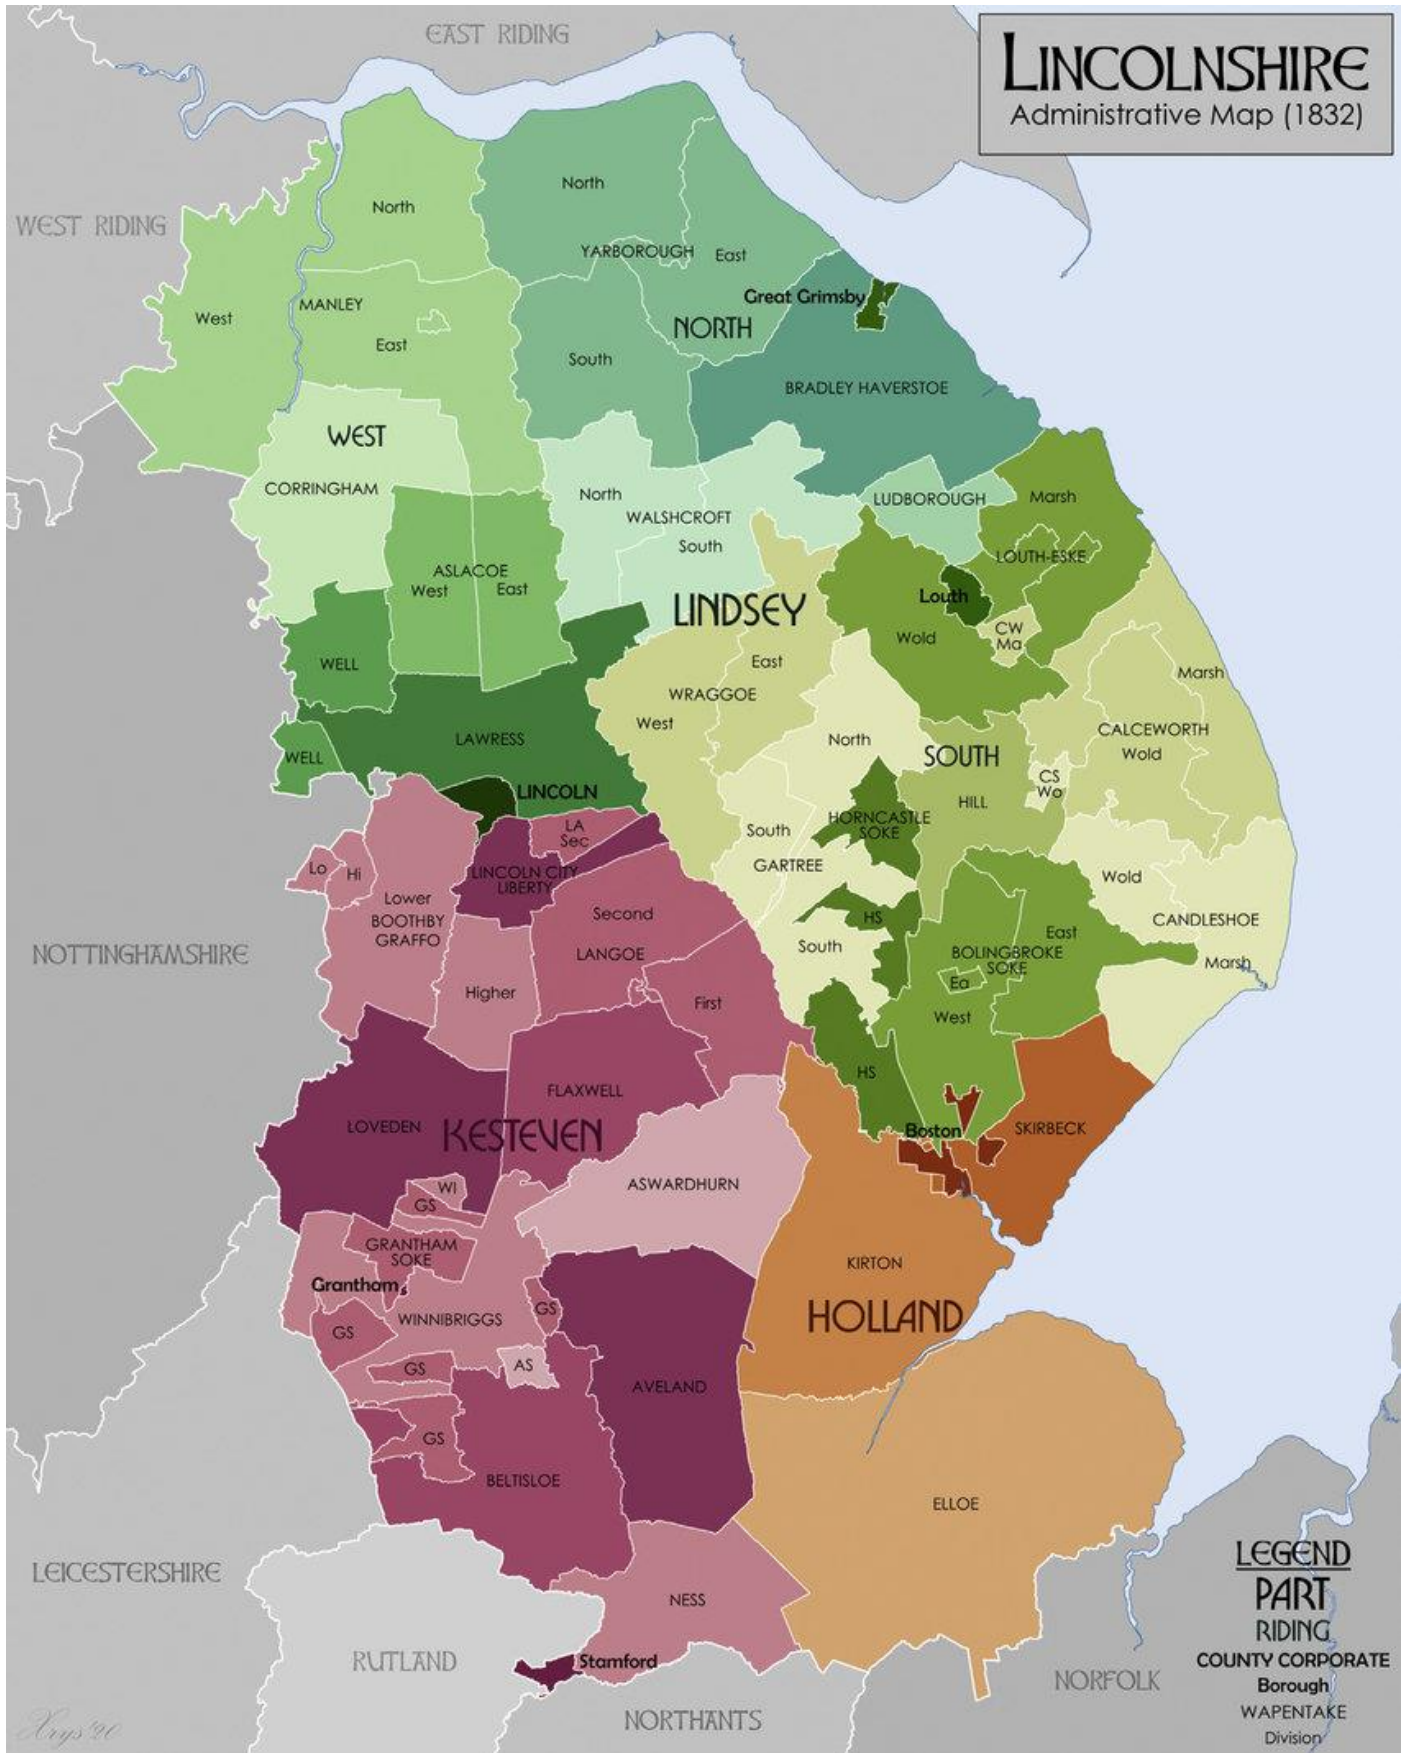 LINCOLNSHIRE
Administrative Map (1832)
EAST RIDING
WEST RIDING
North
North
YARBOROUGH
East
West
MANLEY
East
Great Grimsby
NORTH
South
BRADLEY HAVERSTOE
WEST
CORRINGHAM
North
WALSHCROFT
South
LUDBOROUGH
Marsh
LOUTH-ESKE
ASLACOE
West
East
LINDSEY
Louth
CW
Ma
Wold
WELL
East
WRAGGOE
West
Marsh
LAWRESS
North
SOUTH
CALCEWORTH
Wold
WELL
CS
Wo
LINCOLN
HILL
HORNCASTLE
SOKE
LA
Sec
South
GARTREE
Lo
Hi
LINCOLN CITY
LIBERTY
Wold
Lower
BOOTHBY
GRAFFO
Second
LANGOE
HS
CANDLESHOE
East
BOLINGBROKE
SOKE
South
NOTTINGHAMSHIRE
Marsh
Higher
First
Ea
West
HS
FLAXWELL
LOVEDEN
KESTEVEN
Boston
SKIRBECK
ASWARDHURN
WI
GS
GRANTHAM
SOKE
KIRTON
Grantham
HOLLAND
GS
WINNIBRIGGS
GS
GS
AS
AVELAND
GS
BELTISLOE
ELLOE
LEICESTERSHIRE
NESS
RUTLAND
Stamford
NORTHANTS
NORFOLK
LEGEND
PART
RIDING
COUNTY CORPORATE
Borough
WAPENTAKE
Division
Xrys'20